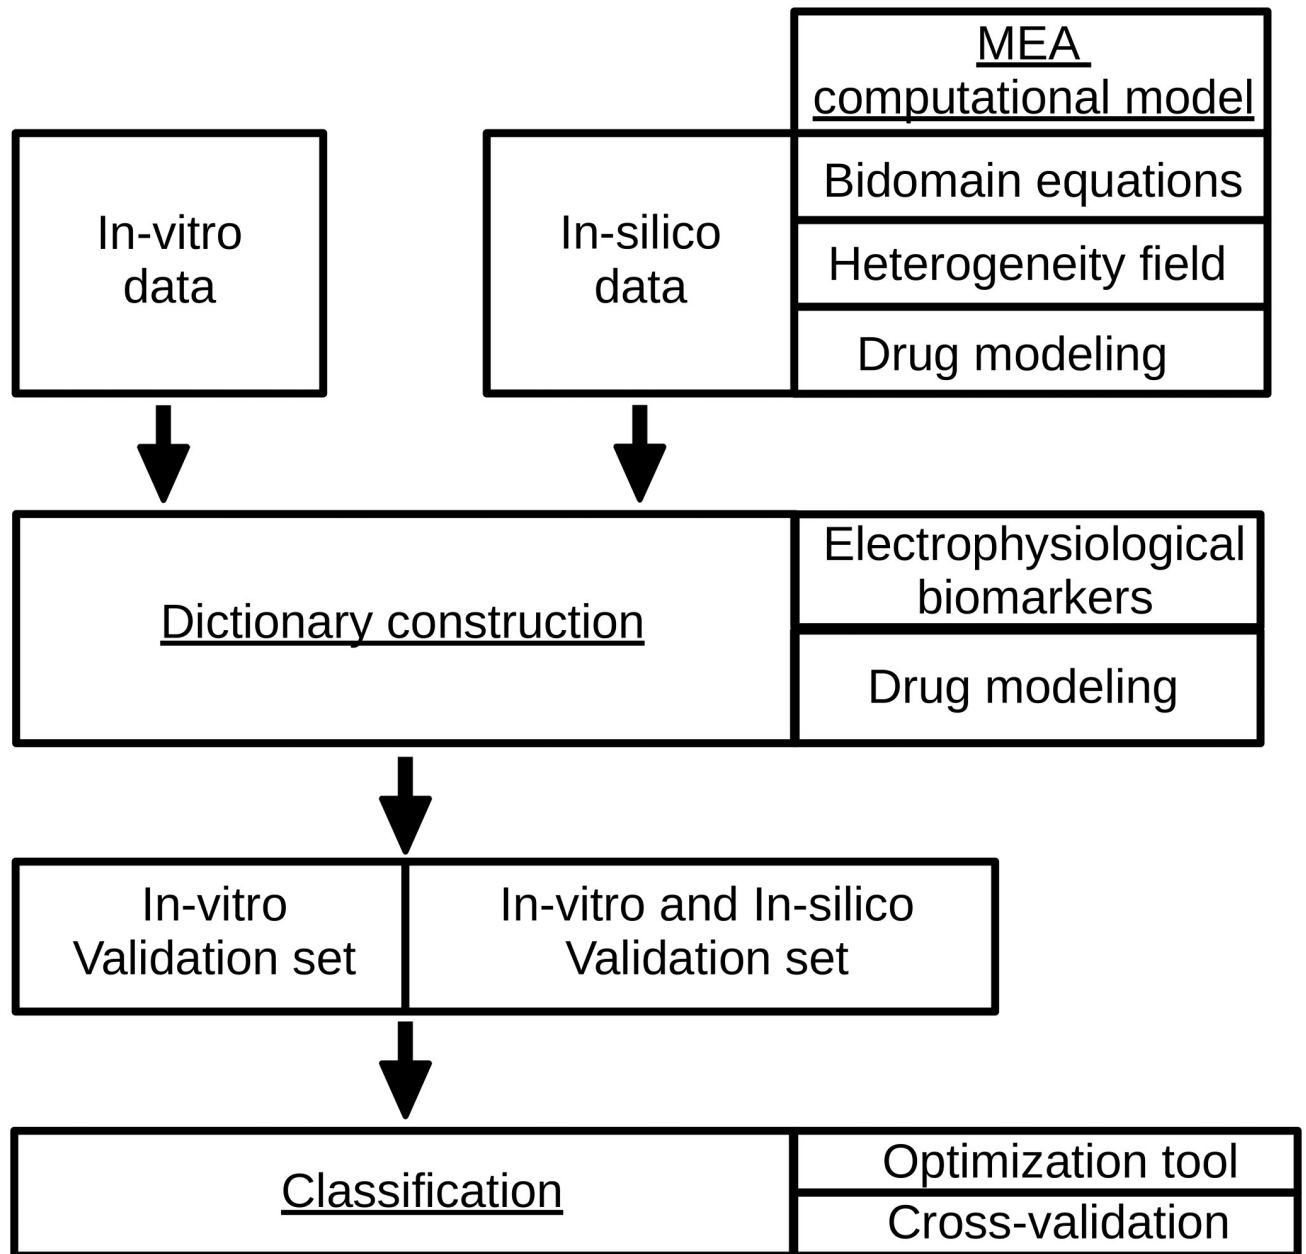 MEA
computational model
In-vitro
data
In-silico
data
Bidomain equations
Heterogeneity field
Drug modeling
Dictionary construction
Electrophysiological
biomarkers
Drug modeling
In-vitro
Validation set
In-vitro and In-silico
Validation set
Classification
Optimization tool
Cross-validation